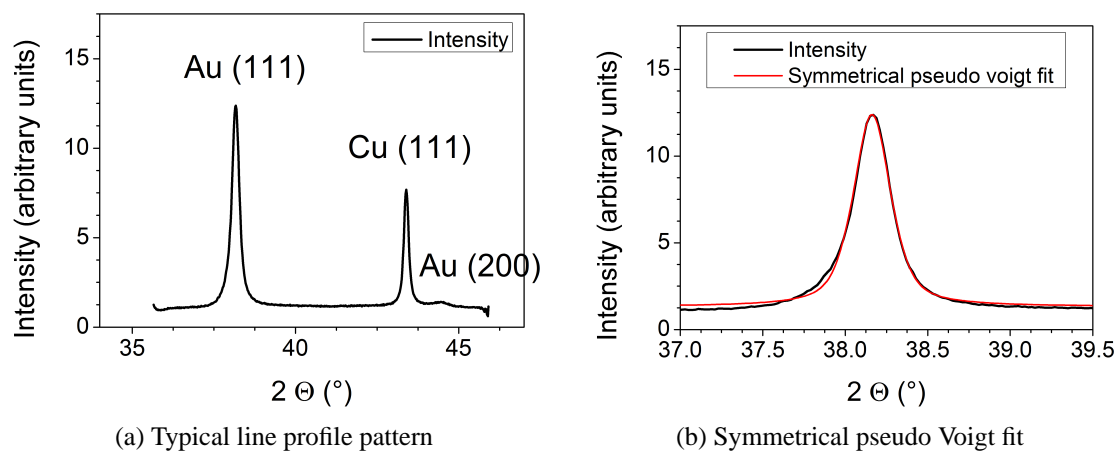 Intensity
Au (111)
Cu (111)
Au (200)
Intensity (arbitrary units)
15
10
5
0
35
40
45
2 Θ (°)
(a) Typical line profile pattern
Intensity
Symmetrical pseudo voigt fit
Intensity (arbitrary units)
15
10
5
0
37.0
37.5
38.0
38.5
39.0
39.5
2 Θ (°)
(b) Symmetrical pseudo Voigt fit